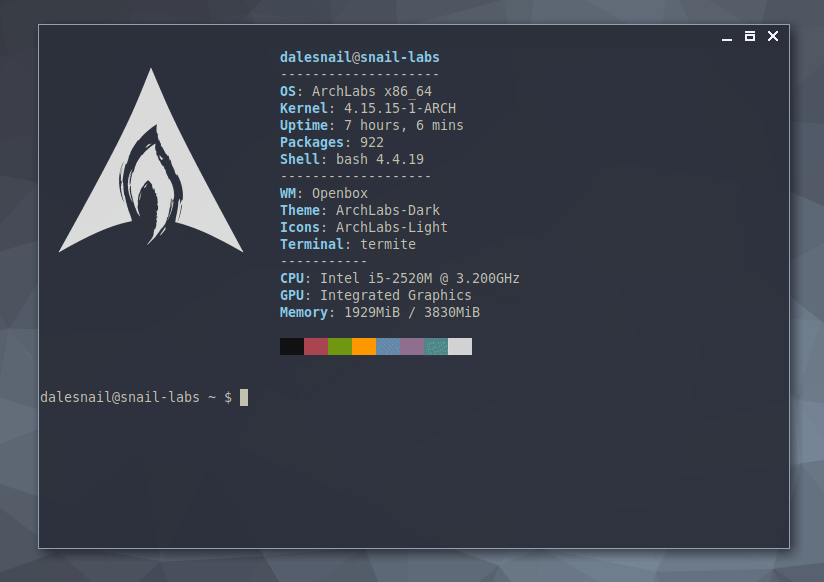 dalesnail@snail-labs
--------------------
OS: ArchLabs x86_64
Kernel: 4.15.15-1-ARCH
Uptime: 7 hours, 6 mins
Packages: 922
Shell: bash 4.4.19
-------------------
WM: Openbox
Theme: ArchLabs-Dark
Icons: ArchLabs-Light
Terminal: termite
-----------
CPU: Intel i5-2520M @ 3.200GHz
GPU: Integrated Graphics
Memory: 1929MiB / 3830MiB
dalesnail@snail-labs ~ $